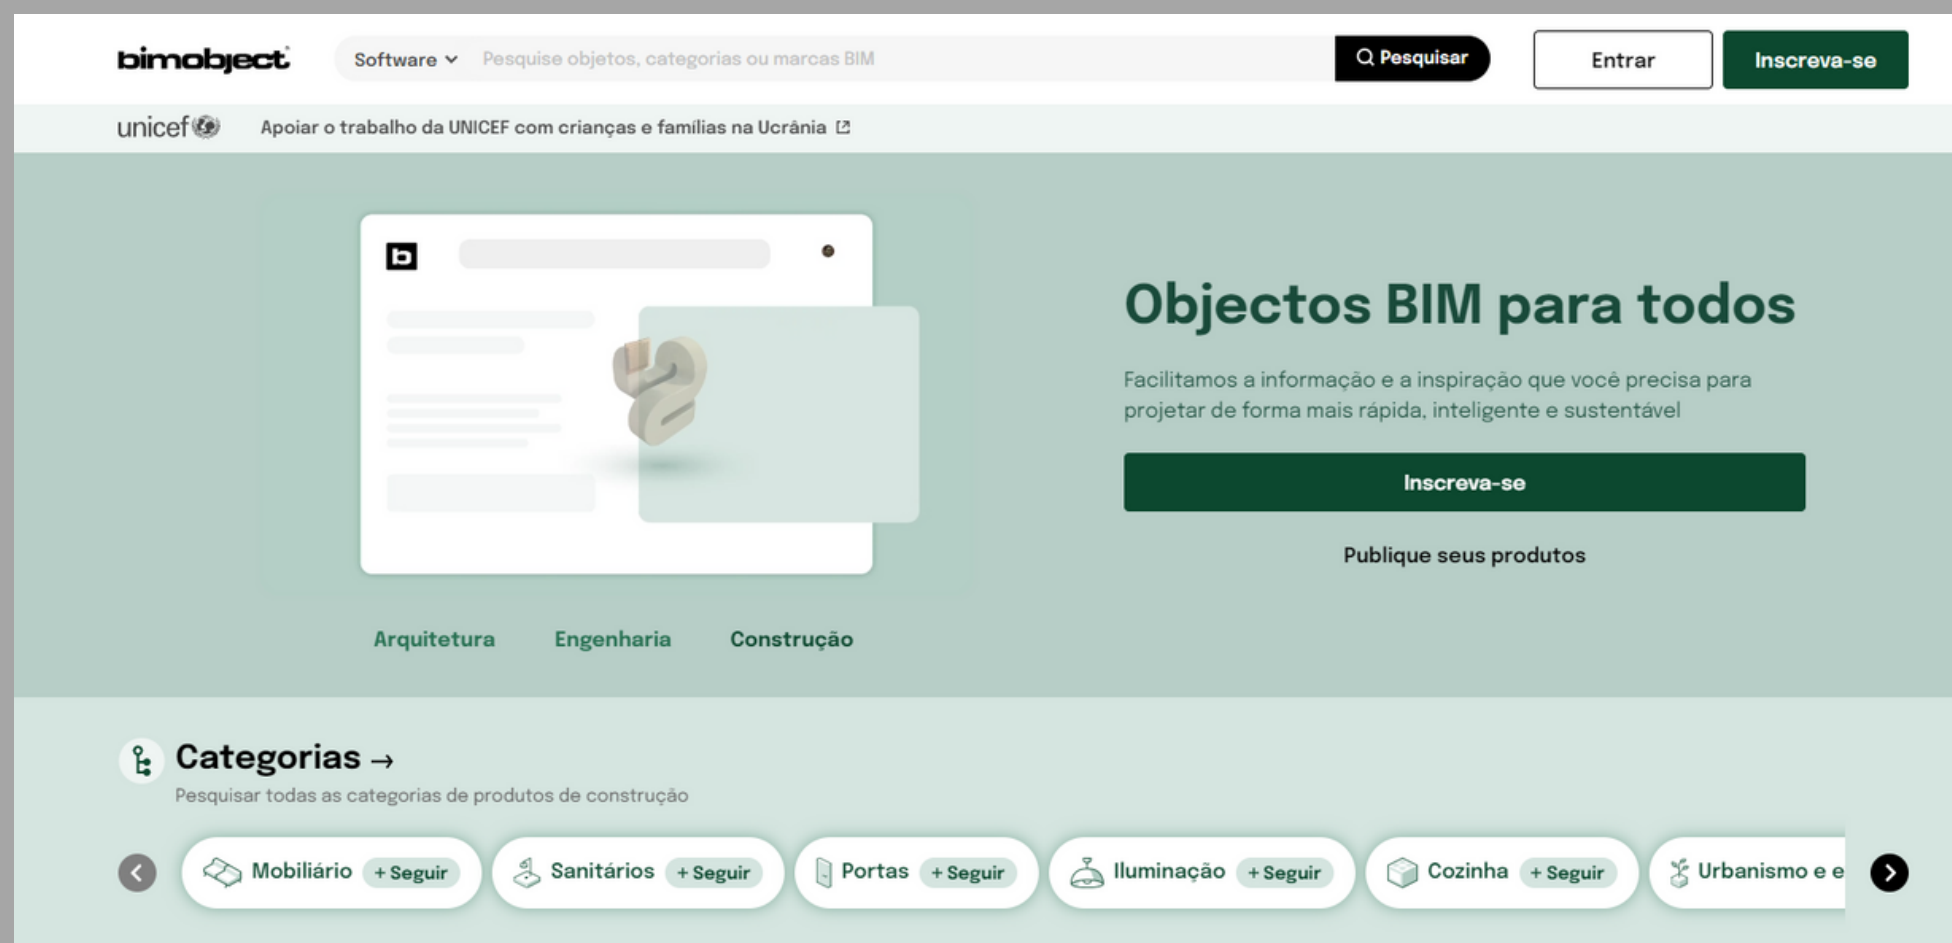 bimobject
Software
Pesquise objetos, categorias ou marcas BIM
Pesquisar
Entrar
Inscreva-se
unicef
Apoiar o trabalho da UNICEF com crianças e famílias na Ucrânia
b
Objectos BIM para todos
Facilitamos a informação e a inspiração que você precisa para
projetar de forma mais rápida, inteligente e sustentável
Inscreva-se
Publique seus produtos
Arquitetura
Engenharia
Construção
Categorias →
Pesquisar todas as categorias de produtos de construção
Mobiliário + Seguir
Sanitários + Seguir
Portas + Seguir
Iluminação + Seguir
Cozinha + Seguir
Urbanismo e e